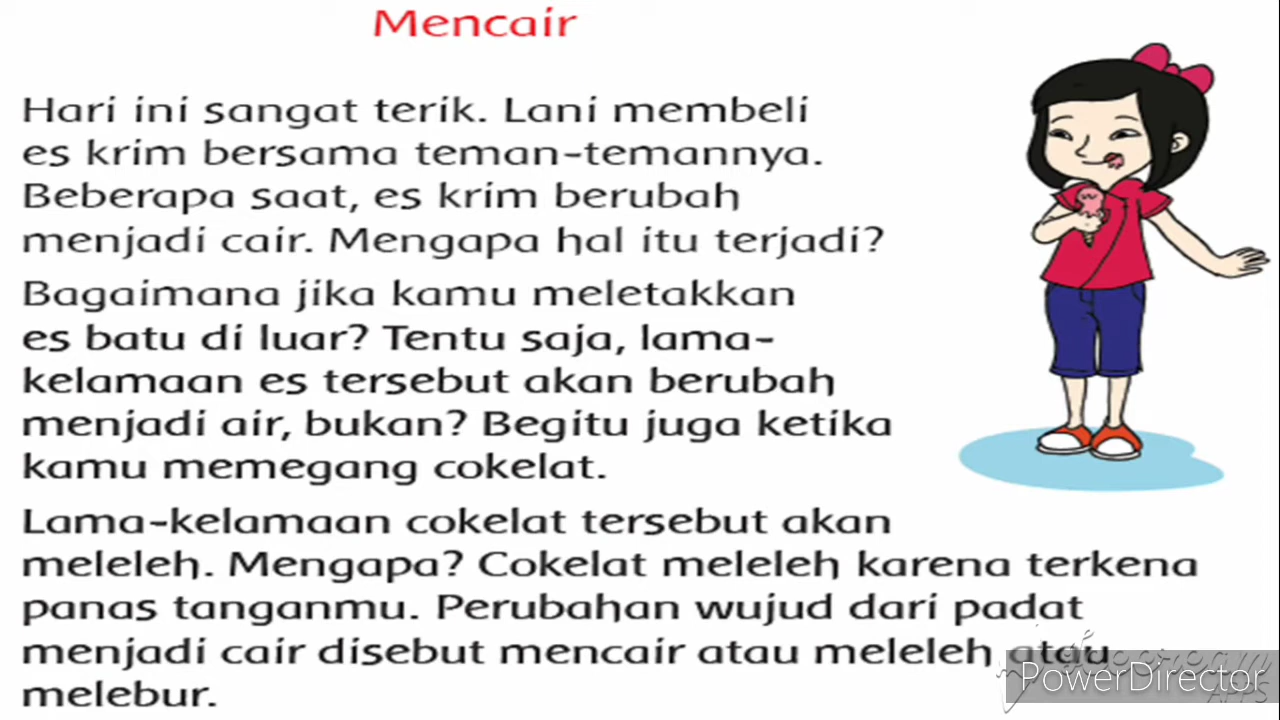 Mencair
Hari ini sangat terik. Lani membeli
es krim bersama teman-temannya.
Beberapa saat, es krim berubah
menjadi cair. Mengapa hal itu terjadi?
Bagaimana jika kamu meletakkan
es batu di luar? Tentu saja, lama-
kelamaan es tersebut akan berubah
menjadi air, bukan? Begitu juga ketika
kamu memegang cokelat.
Lama-kelamaan cokelat tersebut akan
meleleh. Mengapa? Cokelat meleleh karena terkena
panas tanganmu. Perubahan wujud dari padat
menjadi cair disebut mencair atau meleleh atau
melebur.
PowerDirector
APPS